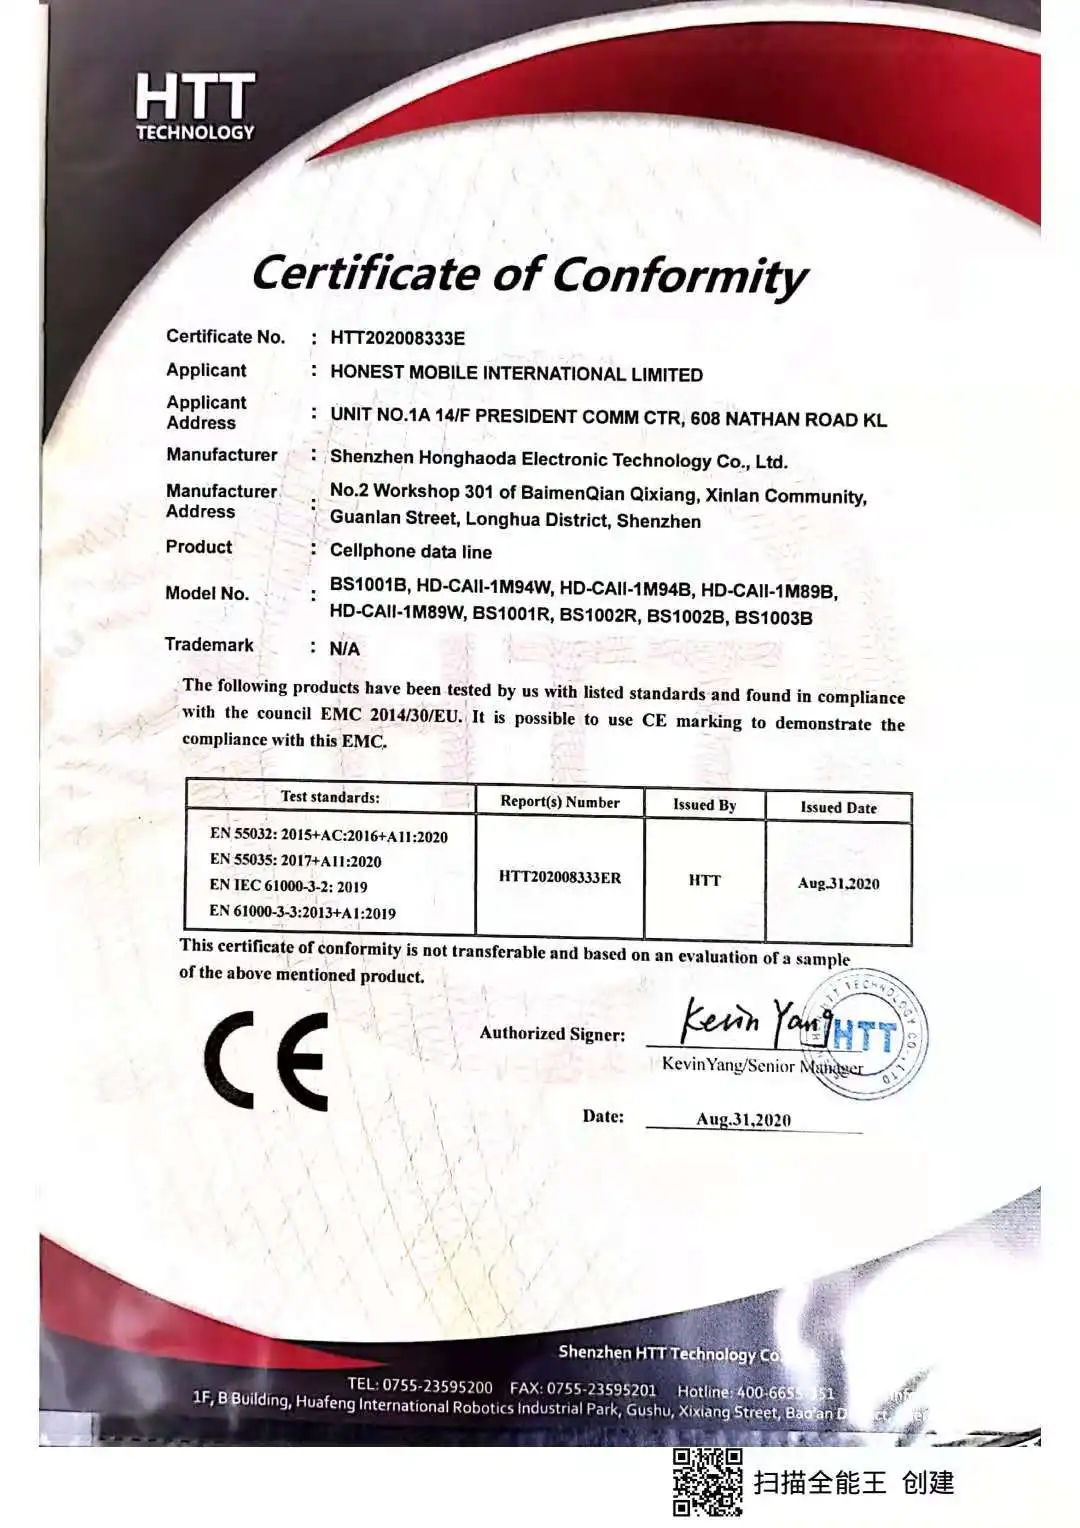 HTT
TECHNOLOGY
Certificate of Conformity
Certificate No. : HTT202008333E
Applicant : HONEST MOBILE INTERNATIONAL LIMITED
Applicant
Address : UNIT NO.1A 14/F PRESIDENT COMM CTR, 608 NATHAN ROAD KL
Manufacturer : Shenzhen Honghaoda Electronic Technology Co., Ltd.
Manufacturer
Address : No.2 Workshop 301 of BaimenQian Qixiang, Xinlan Community,
Guanlan Street, Longhua District, Shenzhen
Product : Cellphone data line
Model No. : BS1001B, HD-CAII-1M94W, HD-CAII-1M94B, HD-CAII-1M89B,
HD-CAII-1M89W, BS1001R, BS1002R, BS1002B, BS1003B
Trademark : N/A
The following products have been tested by us with listed standards and found in compliance
with the council EMC 2014/30/EU. It is possible to use CE marking to demonstrate the
compliance with this EMC.
Test standards: Report(s) Number Issued By Issued Date
EN 55032: 2015+AC:2016+A11:2020
EN 55035: 2017+A11:2020
EN IEC 61000-3-2: 2019
EN 61000-3-3:2013+A1:2019
HTT202008333ER HTT Aug.31,2020
This certificate of conformity is not transferable and based on an evaluation of a sample
of the above mentioned product.
CE
Authorized Signer: Kevin Yang
KevinYang/Senior Manager
HTT
Date: Aug.31,2020
Shenzhen HTT Technology Co.
TEL: 0755-23595200 FAX: 0755-23595201 Hotline: 400-6655
1F, B Building, Huafeng International Robotics Industrial Park, Gushu, Xixiang Street, Bao'an
扫描全能王 创建